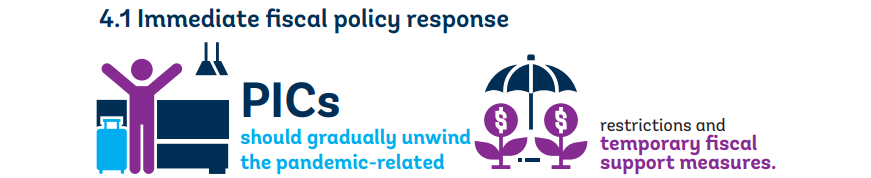 4.1 Immediate fiscal policy response
PICs
should gradually unwind
the pandemic-related
$ $
restrictions and
temporary fiscal
support measures.